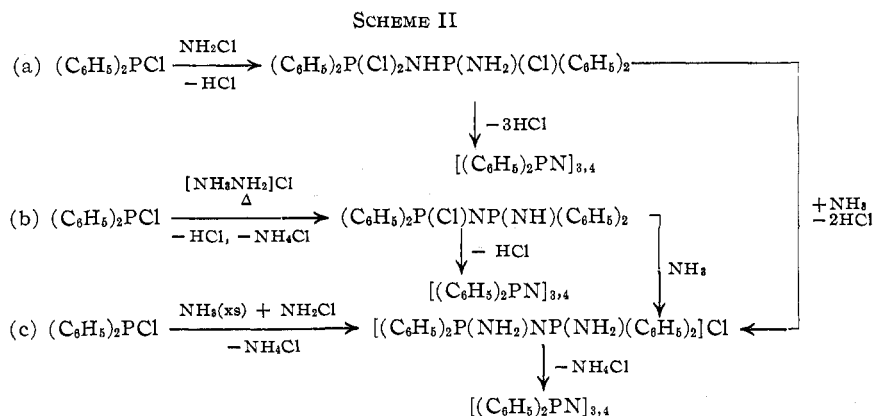 SCHEME II
(a) (C₆H₅)₂PCl NH₂Cl −HCl (C₆H₅)₂P(Cl)₂NHP(NH₂)(Cl)(C₆H₅)₂
−3HCl
[(C₆H₅)₂PN]₃,₄
+NH₃
−2HCl
(b) (C₆H₅)₂PCl [NH₃NH₂]Cl Δ −HCl, −NH₄Cl (C₆H₅)₂P(Cl)NP(NH)(C₆H₅)₂
− HCl
NH₃
[(C₆H₅)₂PN]₃,₄
(c) (C₆H₅)₂PCl NH₃(xs) + NH₂Cl −NH₄Cl [(C₆H₅)₂P(NH₂)NP(NH₂)(C₆H₅)₂]Cl
−NH₄Cl
[(C₆H₅)₂PN]₃,₄